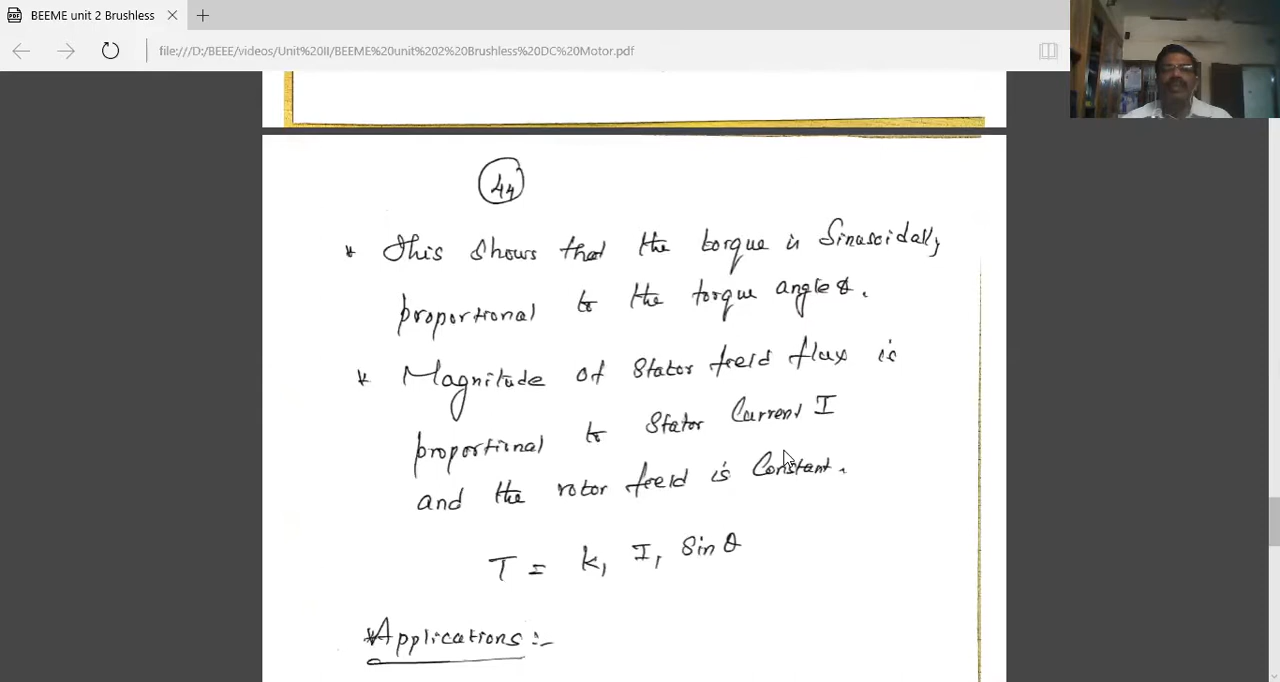 BEEME unit 2 Brushless
file:///D:/BEEE/videos/Unit%20II/BEEME%20unit%202%20Brushless%20DC%20Motor.pdf
44
* This shows that the torque is Sinusoidally
proportional to the torque angle θ.
* Magnitude of Stator field flux is
proportional to Stator Current I
and the rotor field is Constant.
T = K₁ I₁ Sin θ
*Applications :-